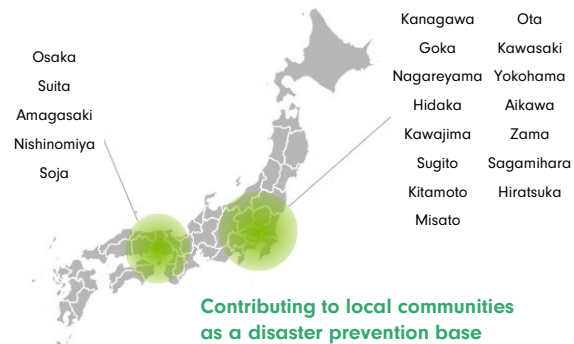 Osaka
Suita
Amagasaki
Nishinomiya
Soja
Kanagawa
Goka
Nagareyama
Hidaka
Kawajima
Sugito
Kitamoto
Misato
Ota
Kawasaki
Yokohama
Aikawa
Zama
Sagamihara
Hiratsuka
Contributing to local communities
as a disaster prevention base